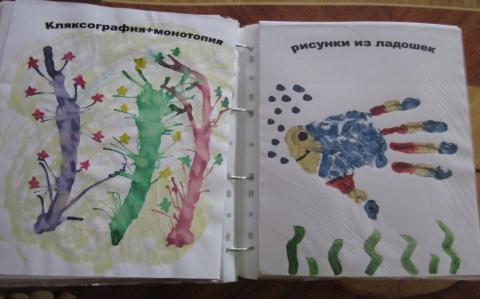 Кляксография+монотопия
рисунки из ладошек